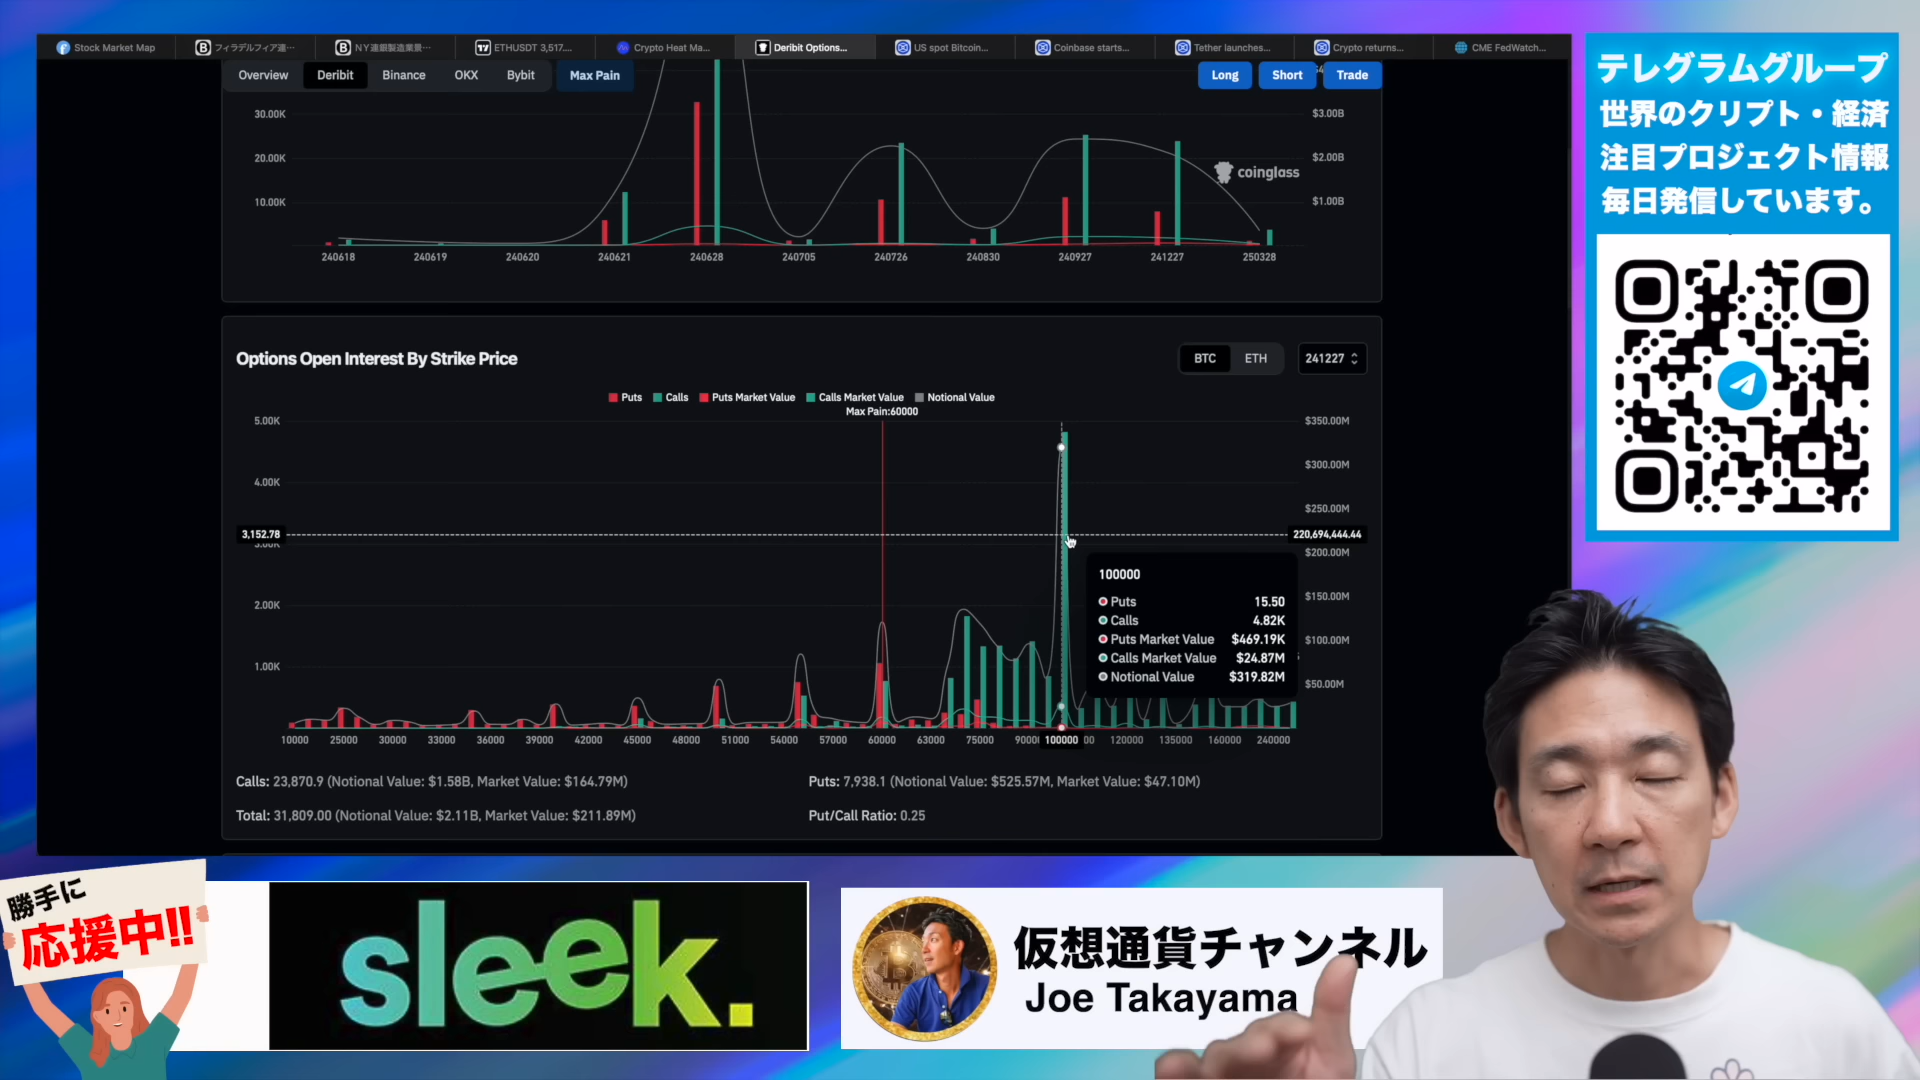 Stock Market Map
フィラデルフィア連…
NY連銀製造業景…
ETHUSDT 3,517....
Crypto Heat Ma...
Deribit Options...
US spot Bitcoin...
Coinbase starts...
Tether launches...
Crypto returns...
CME FedWatch...
Overview
Deribit
Binance
OKX
Bybit
Max Pain
Long
Short
Trade
30.00K
20.00K
10.00K
$3.00B
$2.00B
$1.00B
coinglass
240618
240619
240620
240621
240628
240705
240726
240830
240927
241227
250328
Options Open Interest By Strike Price
BTC
ETH
241227
Puts
Calls
Puts Market Value
Calls Market Value
Notional Value
Max Pain:60000
5.00K
4.00K
3,152.78
2.00K
1.00K
$350.00M
$300.00M
$250.00M
220,694,444.44
$200.00M
$150.00M
$100.00M
$50.00M
100000
Puts 15.50
Calls 4.82K
Puts Market Value $469.19K
Calls Market Value $24.87M
Notional Value $319.82M
10000
25000
30000
33000
36000
39000
42000
45000
48000
51000
54000
57000
60000
63000
75000
100000
120000
135000
160000
240000
Calls: 23,870.9 (Notional Value: $1.58B, Market Value: $164.79M)
Puts: 7,938.1 (Notional Value: $525.57M, Market Value: $47.10M)
Total: 31,809.00 (Notional Value: $2.11B, Market Value: $211.89M)
Put/Call Ratio: 0.25
テレグラムグループ
世界のクリプト・経済
注目プロジェクト情報
毎日発信しています。
勝手に
応援中!!
sleek.
仮想通貨チャンネル
Joe Takayama